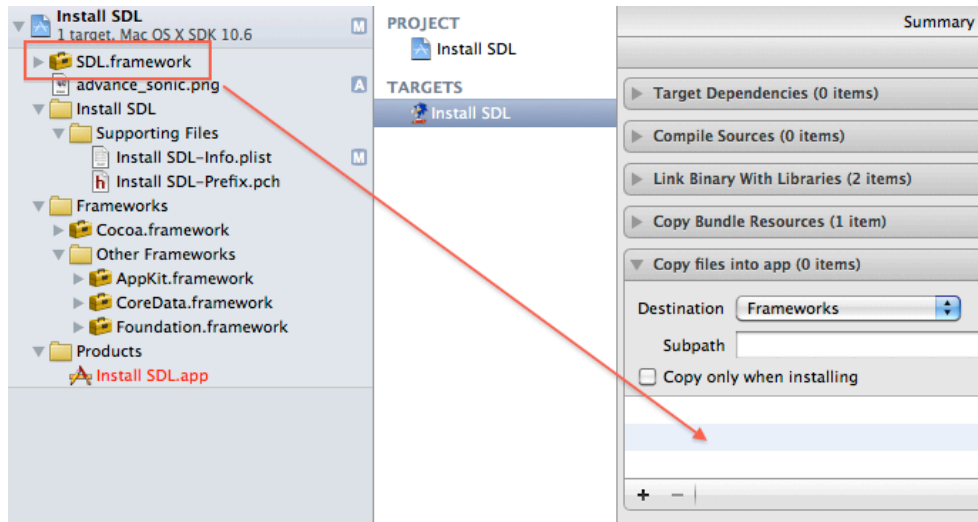 Install SDL
1 target, Mac OS X SDK 10.6
M
SDL.framework
advance_sonic.png
A
Install SDL
Supporting Files
Install SDL-Info.plist
M
h
Install SDL-Prefix.pch
Frameworks
Cocoa.framework
Other Frameworks
AppKit.framework
CoreData.framework
Foundation.framework
Products
Install SDL.app
PROJECT
Install SDL
TARGETS
Install SDL
Summary
Target Dependencies (0 items)
Compile Sources (0 items)
Link Binary With Libraries (2 items)
Copy Bundle Resources (1 item)
Copy files into app (0 items)
Destination Frameworks
Subpath
Copy only when installing